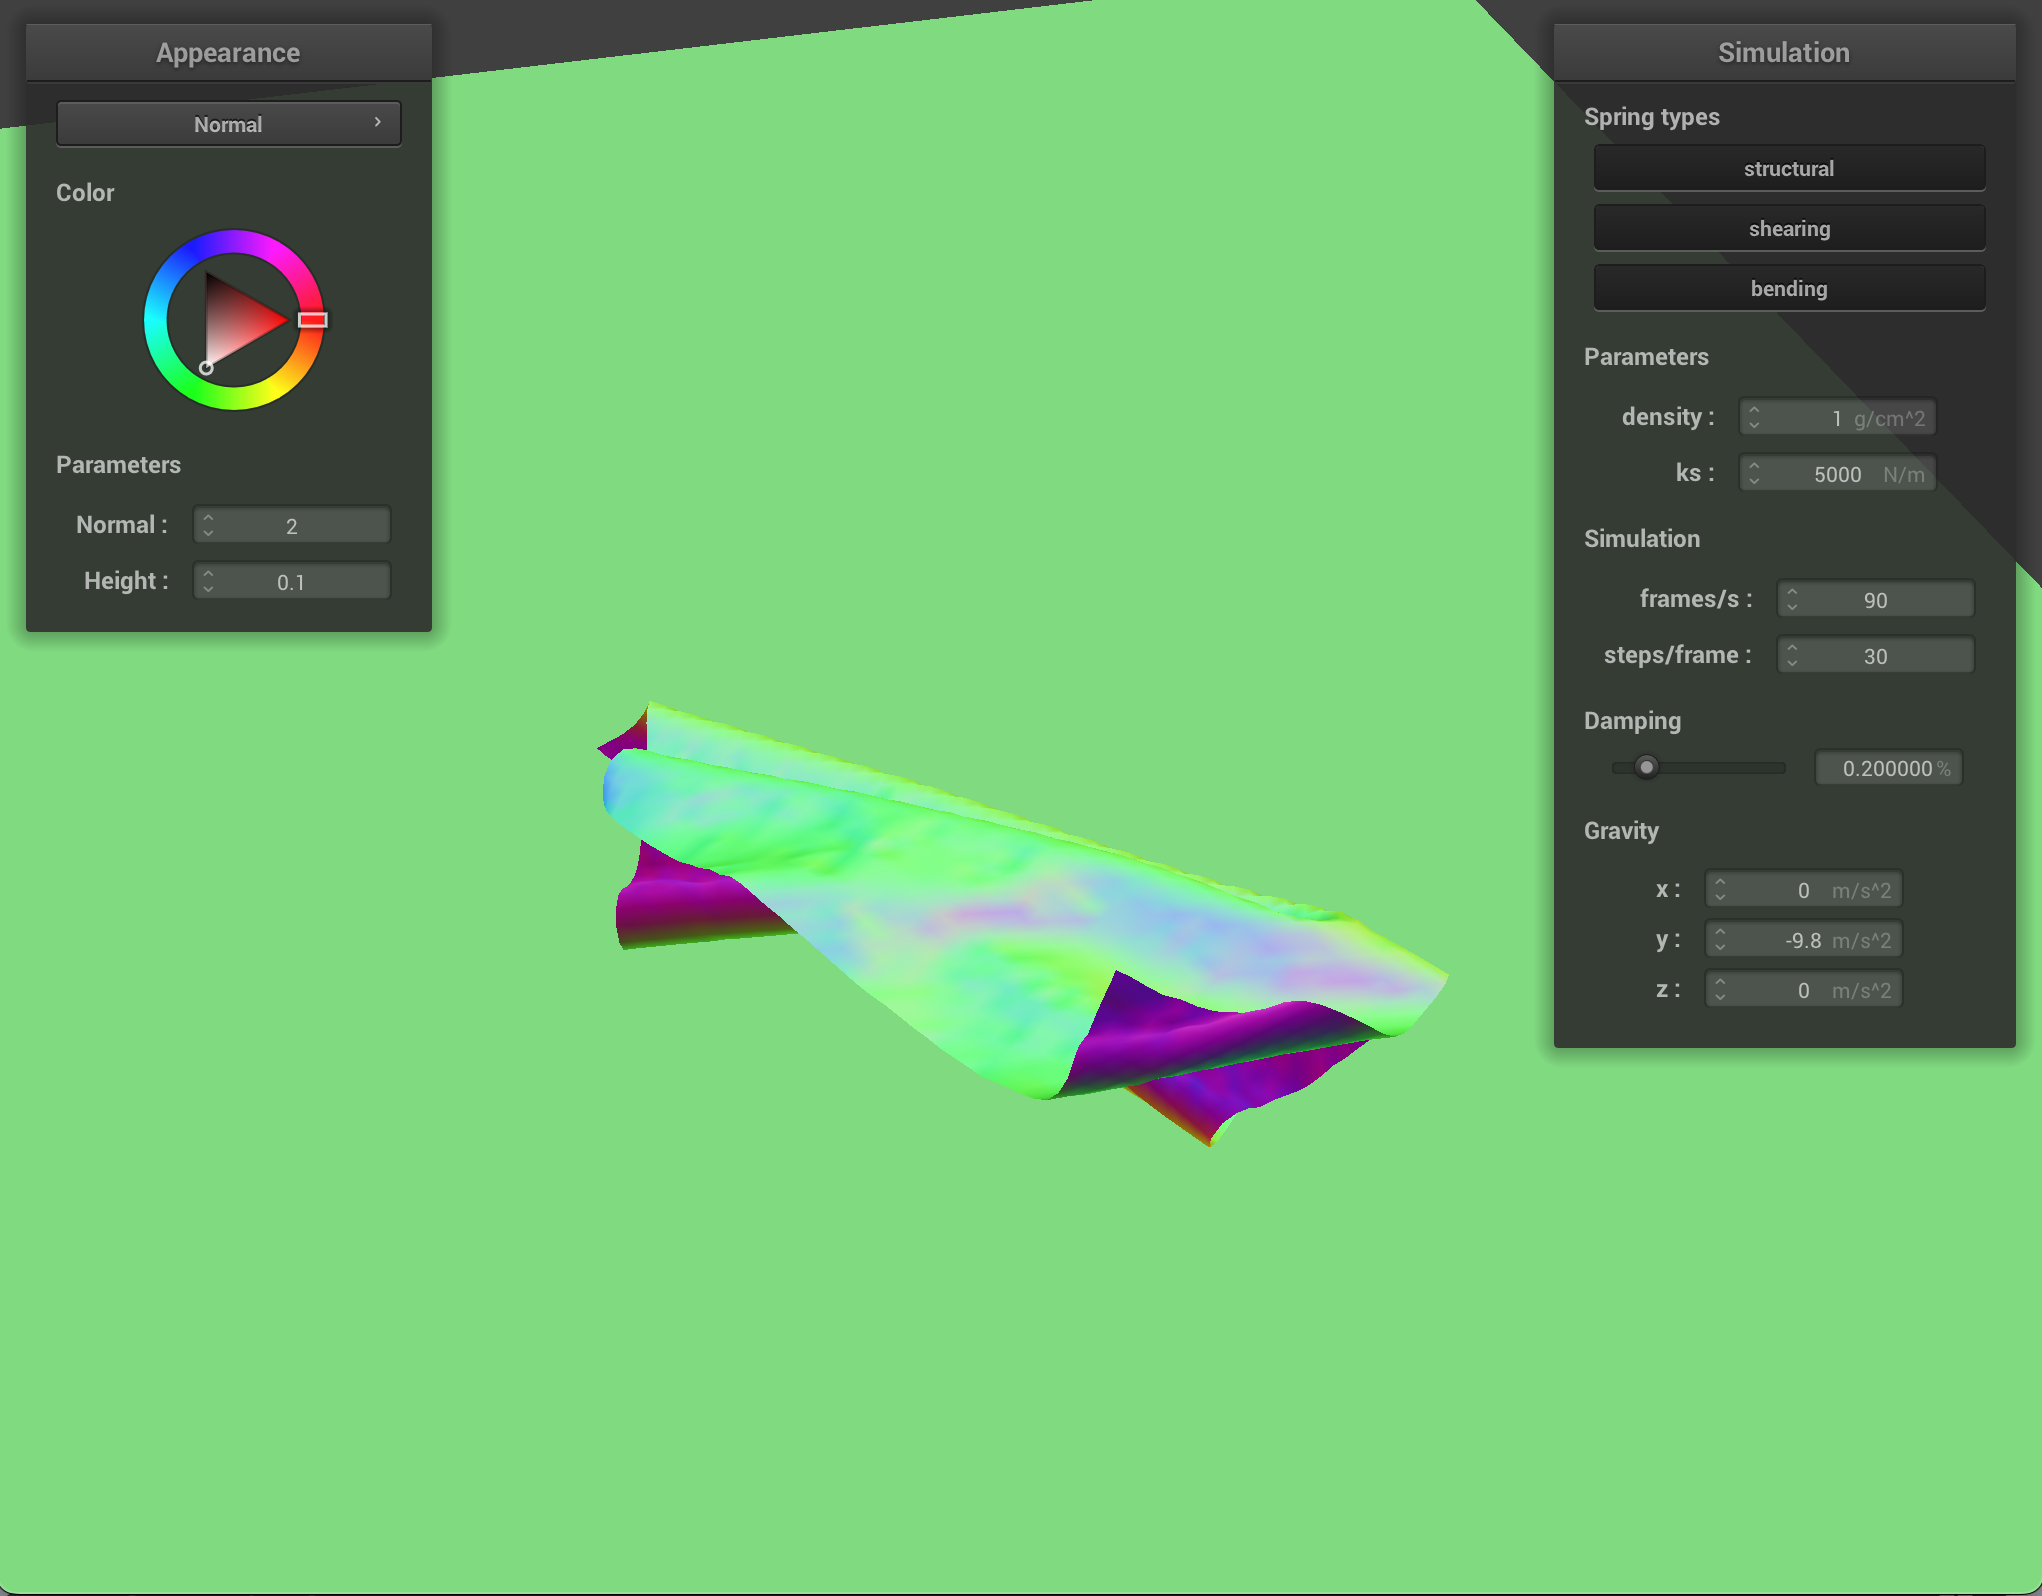 Appearance
Normal
Color
Parameters
Normal : 2
Height : 0.1
Simulation
Spring types
structural
shearing
bending
Parameters
density : 1 g/cm^2
ks : 5000 N/m
Simulation
frames/s : 90
steps/frame : 30
Damping
0.200000 %
Gravity
x : 0 m/s^2
y : -9.8 m/s^2
z : 0 m/s^2